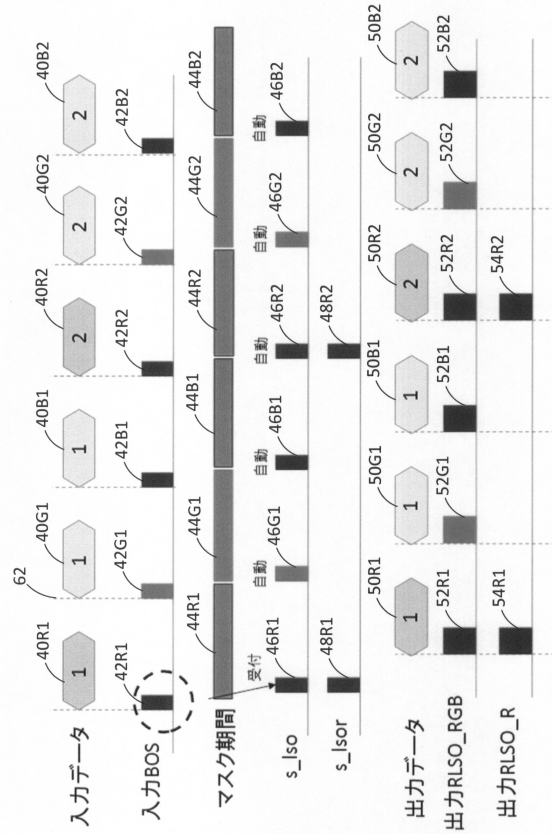 62
40R1 40G1 40B1 40R2 40G2 40B2
入力データ 1 1 1 2 2 2
42R1 42G1 42B1 42R2 42G2 42B2
入力BOS
44R1 44G1 44B1 44R2 44G2 44B2
マスク期間
受付 自動 自動 自動 自動 自動
46R1 46G1 46B1 46R2 46G2 46B2
s_lso
48R1 48R2
s_lsor
50R1 50G1 50B1 50R2 50G2 50B2
出力データ 1 1 1 2 2 2
52R1 52G1 52B1 52R2 52G2 52B2
出力RLSO_RGB
54R1 54R2
出力RLSO_R